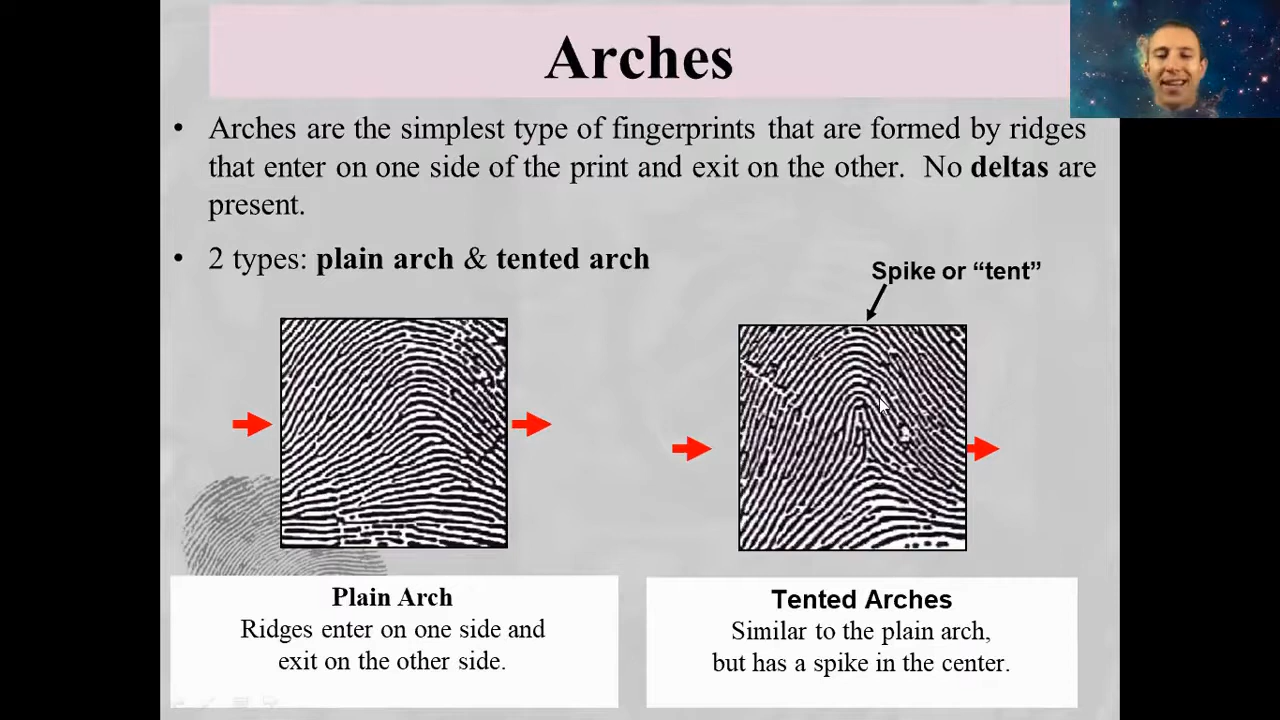 Arches
• Arches are the simplest type of fingerprints that are formed by ridges
that enter on one side of the print and exit on the other. No deltas are
present.
• 2 types: plain arch & tented arch
Spike or “tent”
Plain Arch
Ridges enter on one side and
exit on the other side.
Tented Arches
Similar to the plain arch,
but has a spike in the center.